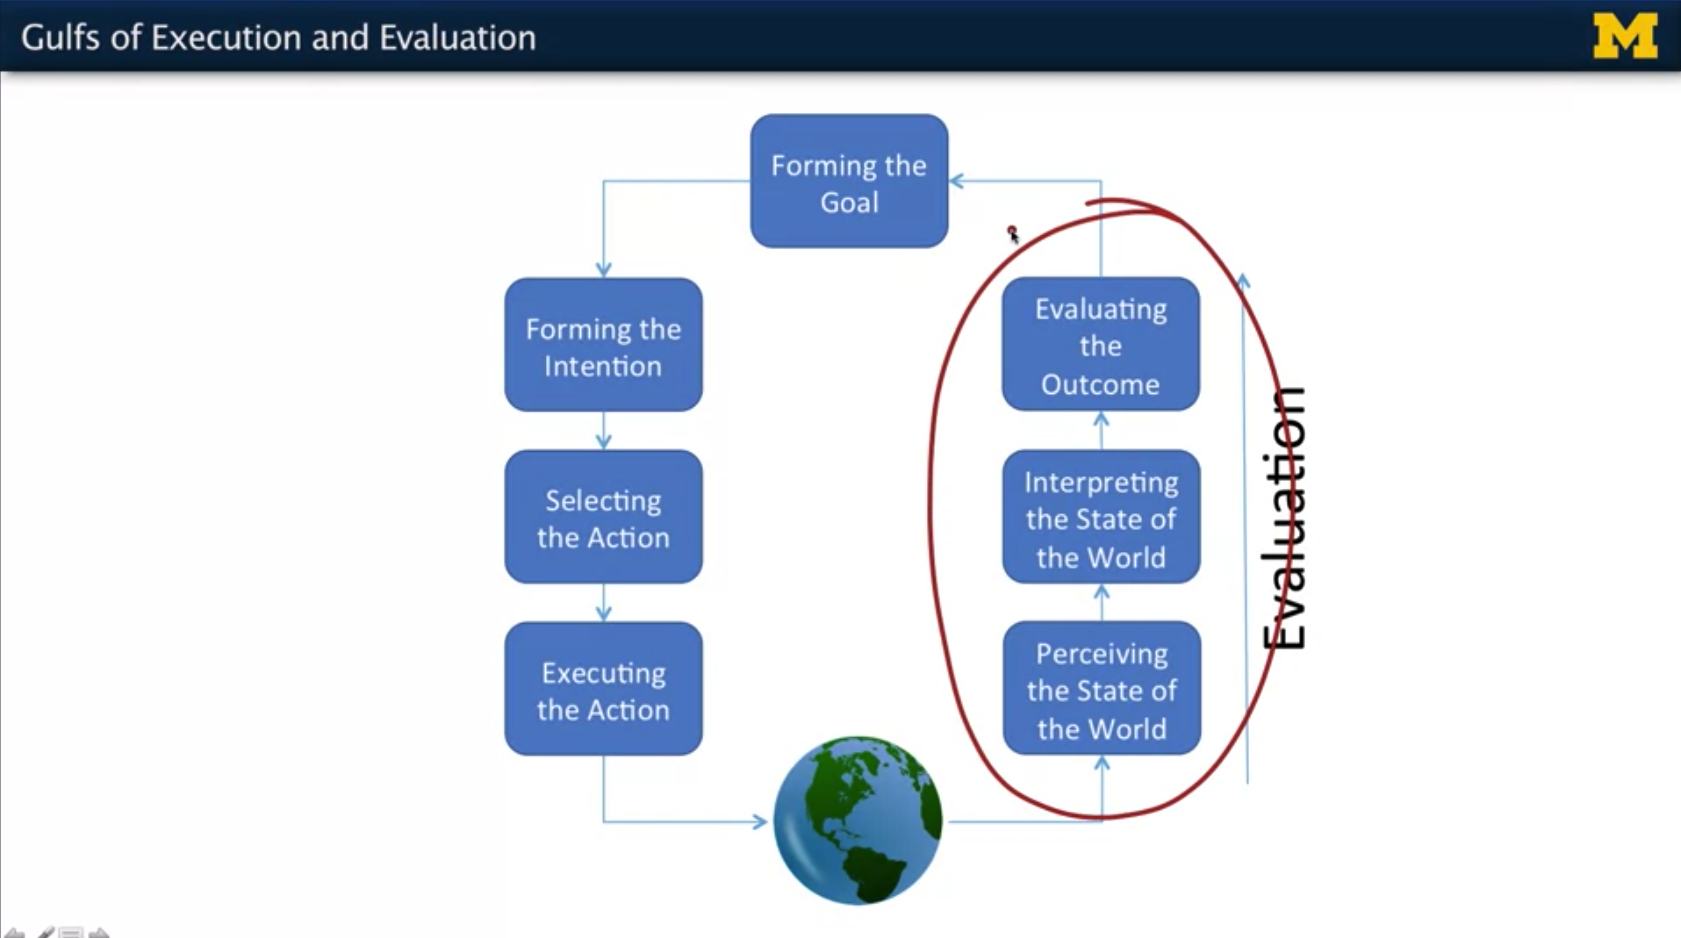 Gulfs of Execution and Evaluation
M
Forming the
Goal
Forming the
Intention
Selecting
the Action
Executing
the Action
Evaluating
the
Outcome
Interpreting
the State of
the World
Perceiving
the State of
the World
Evaluation